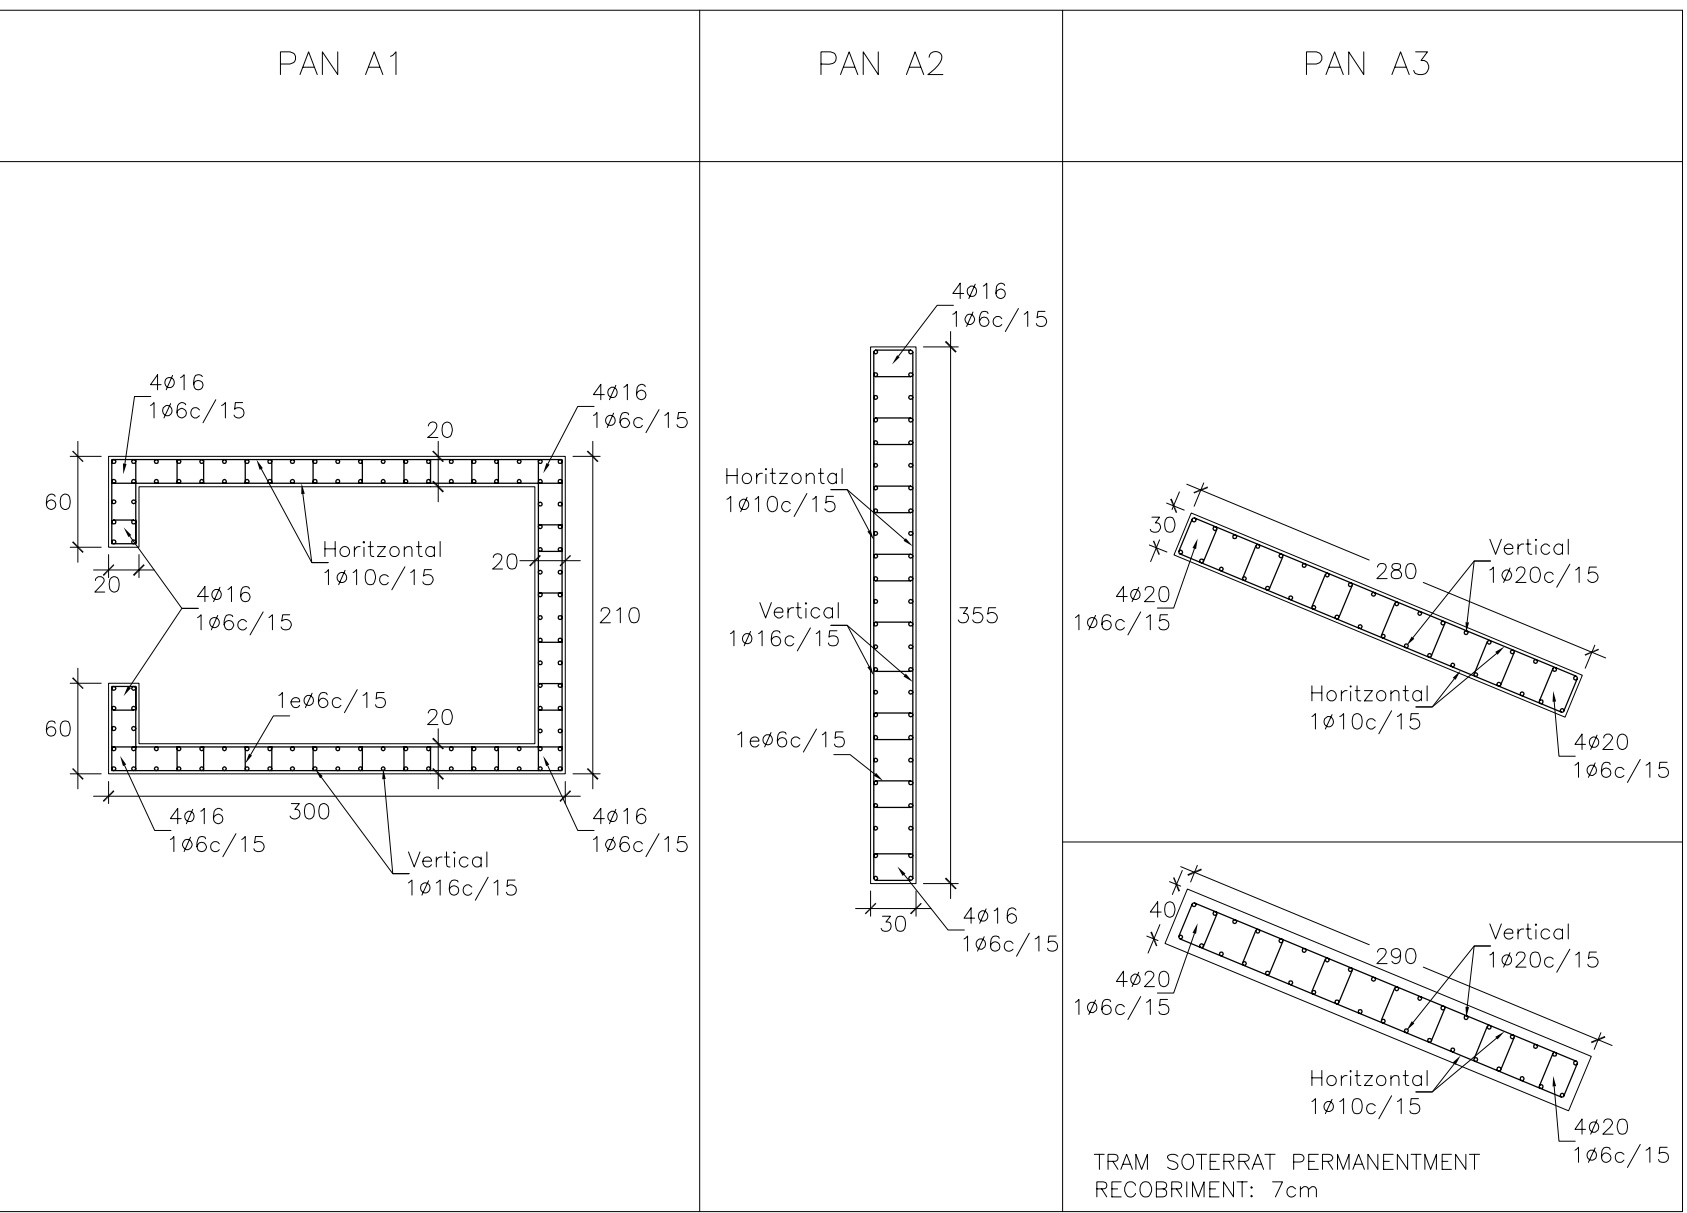 PAN A1
PAN A2
PAN A3
4ø16
1ø6c/15
20
4ø16
1ø6c/15
60
20
Horitzontal
1ø10c/15
20
4ø16
1ø6c/15
210
60
1eø6c/15
20
300
4ø16
1ø6c/15
Vertical
1ø16c/15
4ø16
1ø6c/15
4ø16
1ø6c/15
Horitzontal
1ø10c/15
Vertical
1ø16c/15
355
1eø6c/15
30
4ø16
1ø6c/15
30
280
Vertical
1ø20c/15
4ø20
1ø6c/15
Horitzontal
1ø10c/15
4ø20
1ø6c/15
40
290
Vertical
1ø20c/15
4ø20
1ø6c/15
Horitzontal
1ø10c/15
4ø20
1ø6c/15
TRAM SOTERRAT PERMANENTMENT
RECOBRIMENT: 7cm